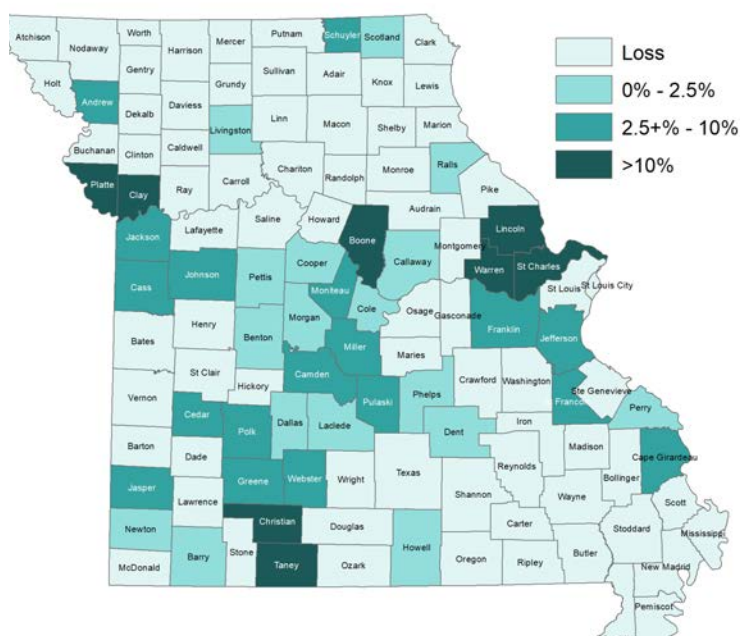 Atchison
Nodaway
Worth
Harrison
Mercer
Putnam
Schuyler
Scotland
Clark
Holt
Gentry
Sullivan
Adair
Knox
Lewis
Andrew
Dekalb
Daviess
Grundy
Livingston
Linn
Macon
Shelby
Marion
Buchanan
Clinton
Caldwell
Chariton
Randolph
Monroe
Ralls
Pike
Platte
Clay
Ray
Carroll
Audrain
Jackson
Lafayette
Saline
Howard
Boone
Callaway
Montgomery
Lincoln
Warren
St Charles
St Louis
St Louis City
Cass
Johnson
Pettis
Cooper
Moniteau
Cole
Osage
Gasconade
Franklin
Jefferson
Bates
Henry
Benton
Morgan
Miller
Maries
Vernon
St Clair
Hickory
Camden
Pulaski
Phelps
Crawford
Washington
Francois
Ste Genevieve
Perry
Barton
Cedar
Polk
Dallas
Laclede
Dent
Iron
Madison
Bollinger
Cape Girardeau
Jasper
Dade
Greene
Webster
Wright
Texas
Reynolds
Wayne
Scott
Newton
Lawrence
Christian
Douglas
Shannon
Carter
Stoddard
Mississippi
McDonald
Barry
Stone
Taney
Ozark
Howell
Oregon
Ripley
Butler
New Madrid
Pemiscot
Loss
0% - 2.5%
2.5+% - 10%
>10%